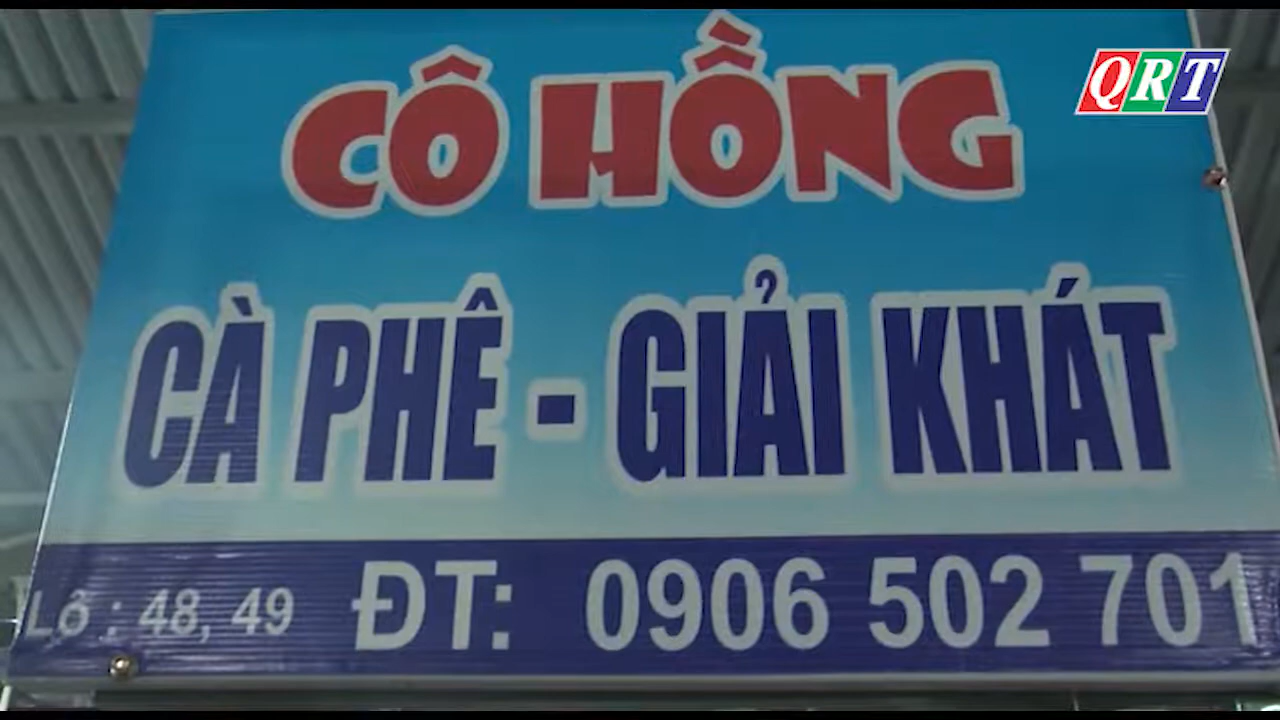 QRT
CÔ HỒNG
CÀ PHÊ - GIẢI KHÁT
Lô : 48, 49 ĐT: 0906 502 701